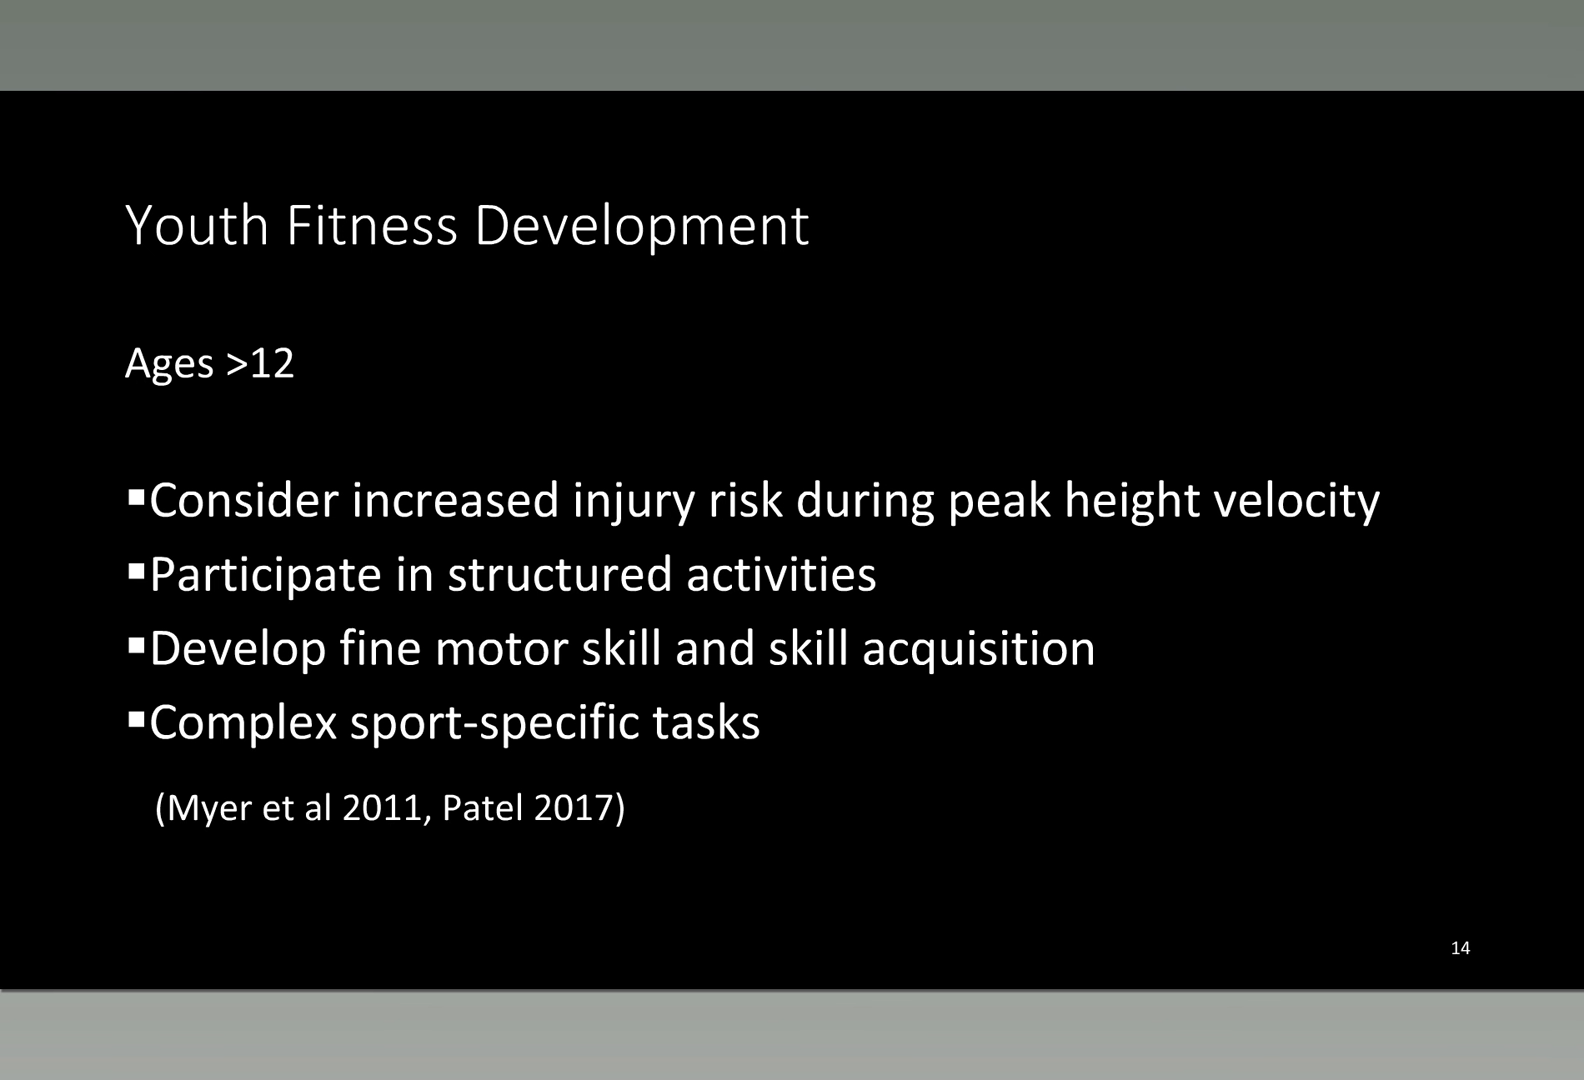 Youth Fitness Development
Ages >12
▪Consider increased injury risk during peak height velocity
▪Participate in structured activities
▪Develop fine motor skill and skill acquisition
▪Complex sport-specific tasks
(Myer et al 2011, Patel 2017)
14